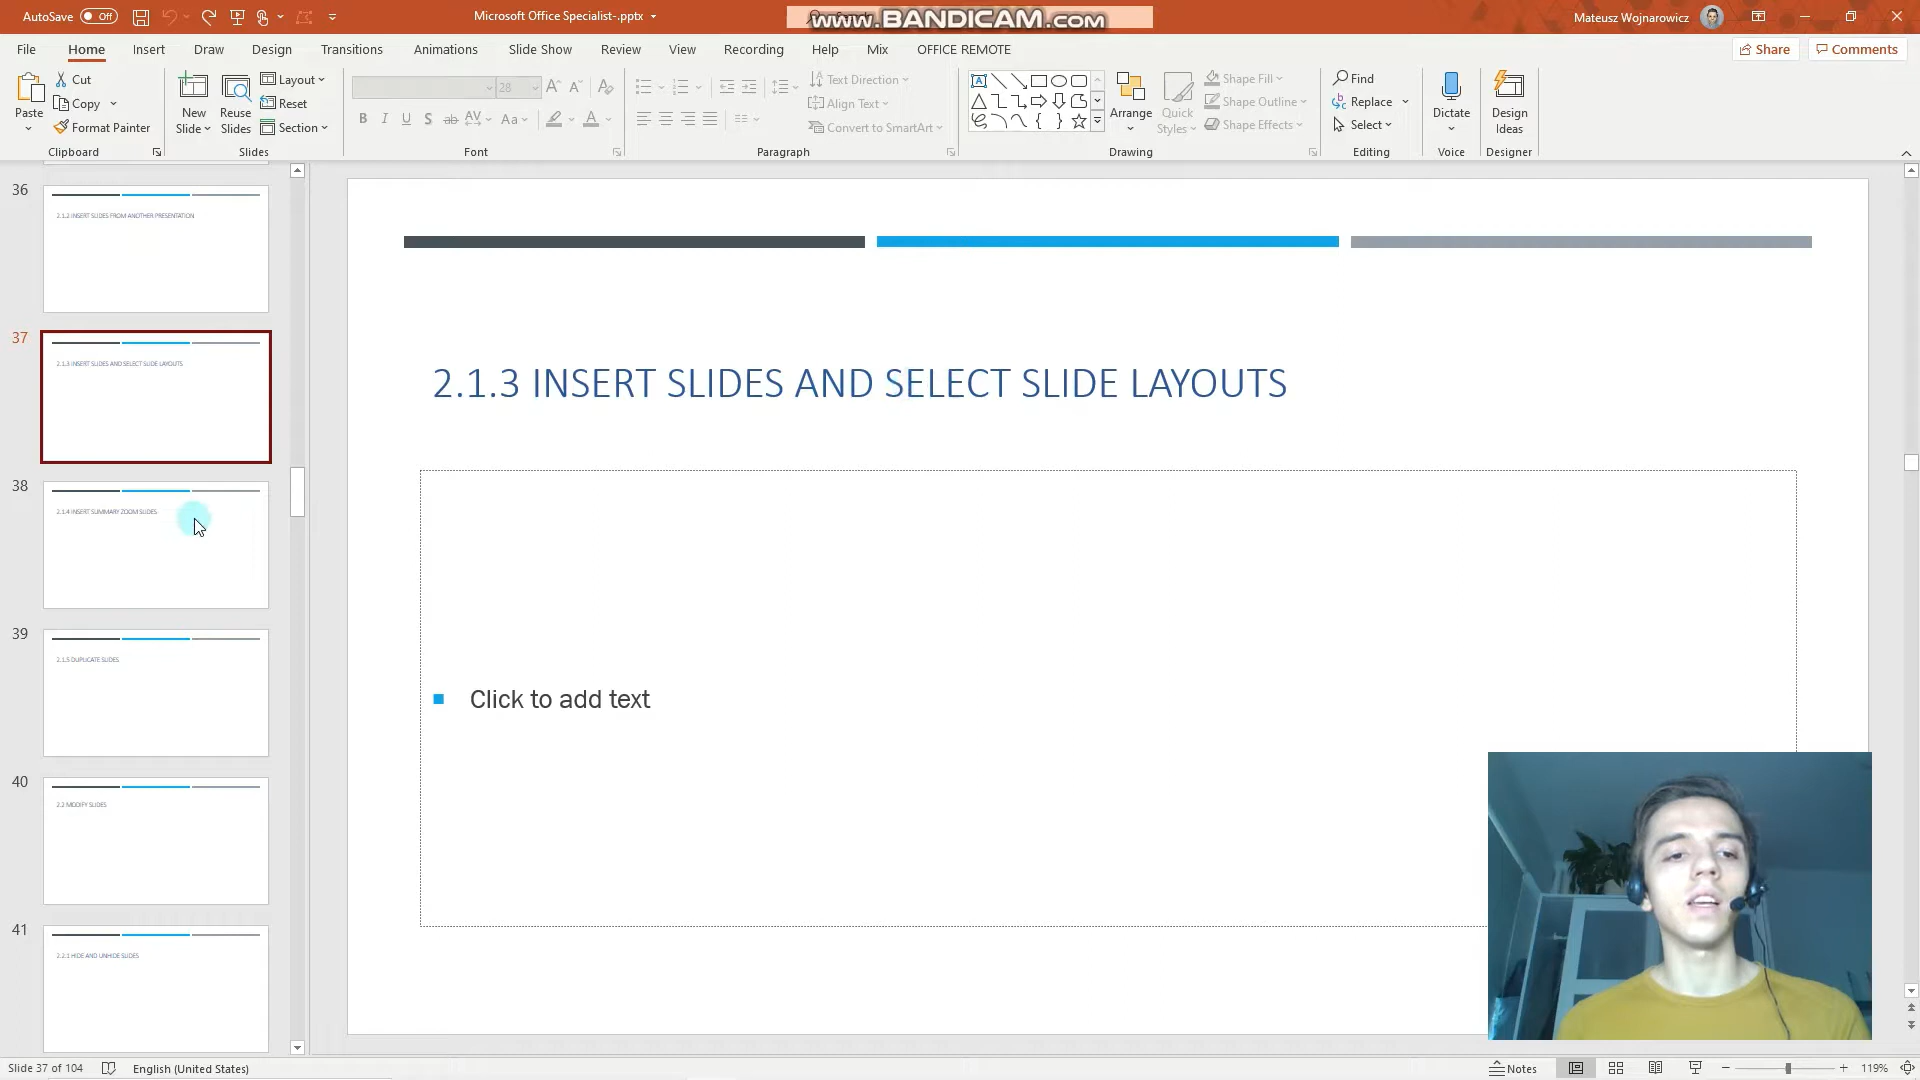 AutoSave Off
Microsoft Office Specialist-.pptx
www.BANDICAM.com
Mateusz Wojnarowicz
File Home Insert Draw Design Transitions Animations Slide Show Review View Recording Help Mix OFFICE REMOTE
Share Comments
Paste
Cut
Copy
Format Painter
Clipboard
New Slide
Reuse Slides
Layout
Reset
Section
Slides
28
Font
Text Direction
Align Text
Convert to SmartArt
Paragraph
Arrange
Quick Styles
Shape Fill
Shape Outline
Shape Effects
Drawing
Find
Replace
Select
Editing
Dictate
Voice
Design Ideas
Designer
36
2.1.2 INSERT SLIDES FROM ANOTHER PRESENTATION
37
2.1.3 INSERT SLIDES AND SELECT SLIDE LAYOUTS
38
2.1.4 INSERT SUMMARY ZOOM SLIDES
39
2.1.5 DUPLICATE SLIDES
40
2.2 MODIFY SLIDES
41
2.2.1 HIDE AND UNHIDE SLIDES
2.1.3 INSERT SLIDES AND SELECT SLIDE LAYOUTS
Click to add text
Slide 37 of 104
English (United States)
Notes
119%